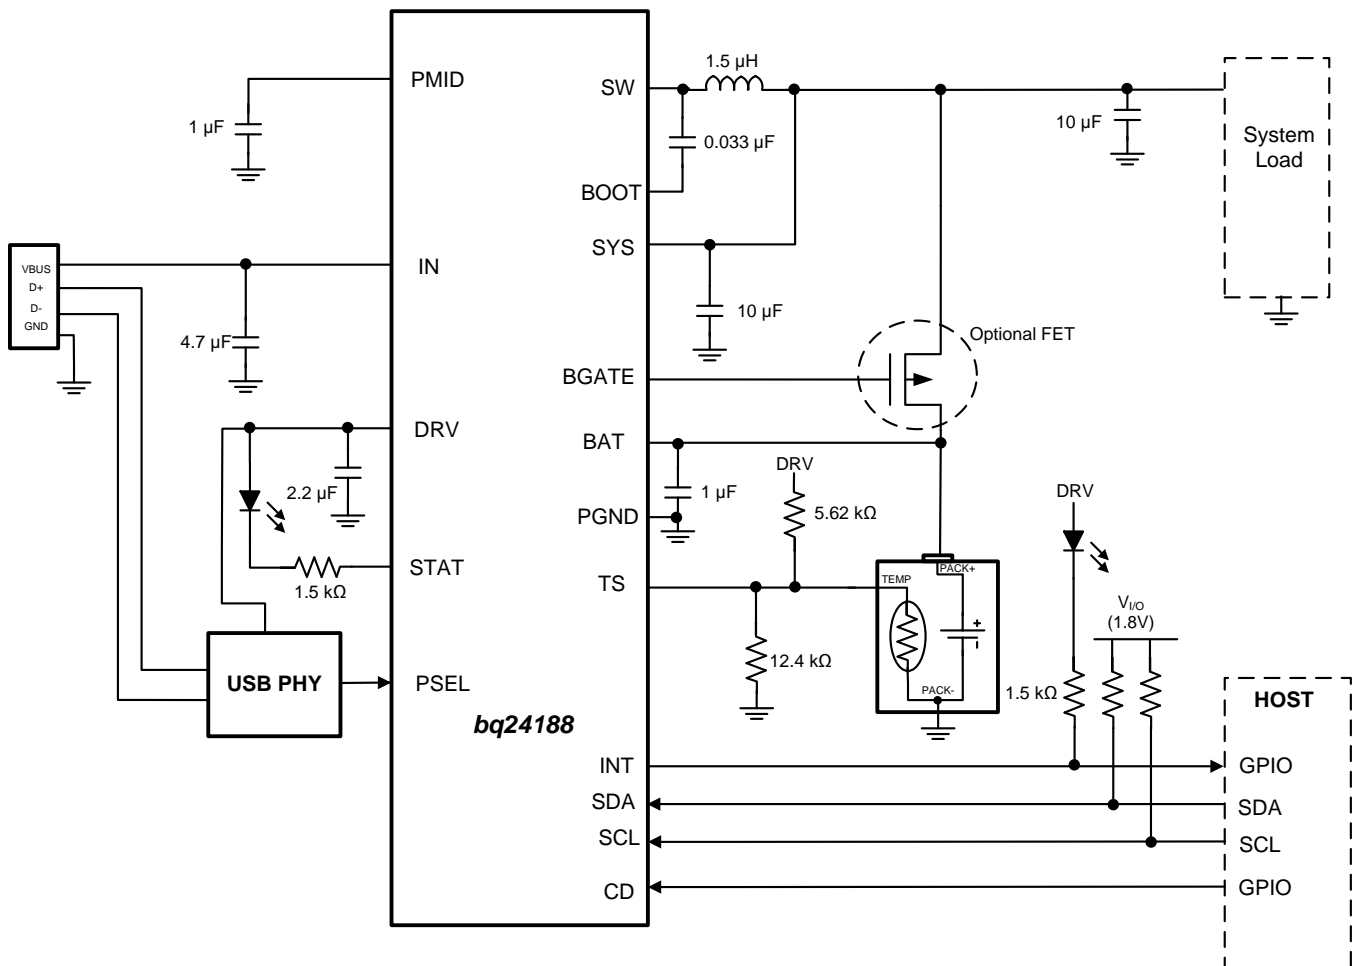 1.5 µH
PMID
SW
1 µF
0.033 µF
10 µF
System
Load
BOOT
SYS
VBUS
D+
D-
GND
IN
10 µF
4.7 µF
Optional FET
BGATE
DRV
BAT
DRV
2.2 µF
1 µF
DRV
PGND
5.62 kΩ
STAT
TS
TEMP
PACK+
1.5 kΩ
VI/O
(1.8V)
+
-
12.4 kΩ
USB PHY
PSEL
PACK-
1.5 kΩ
HOST
bq24188
INT
GPIO
SDA
SDA
SCL
SCL
CD
GPIO